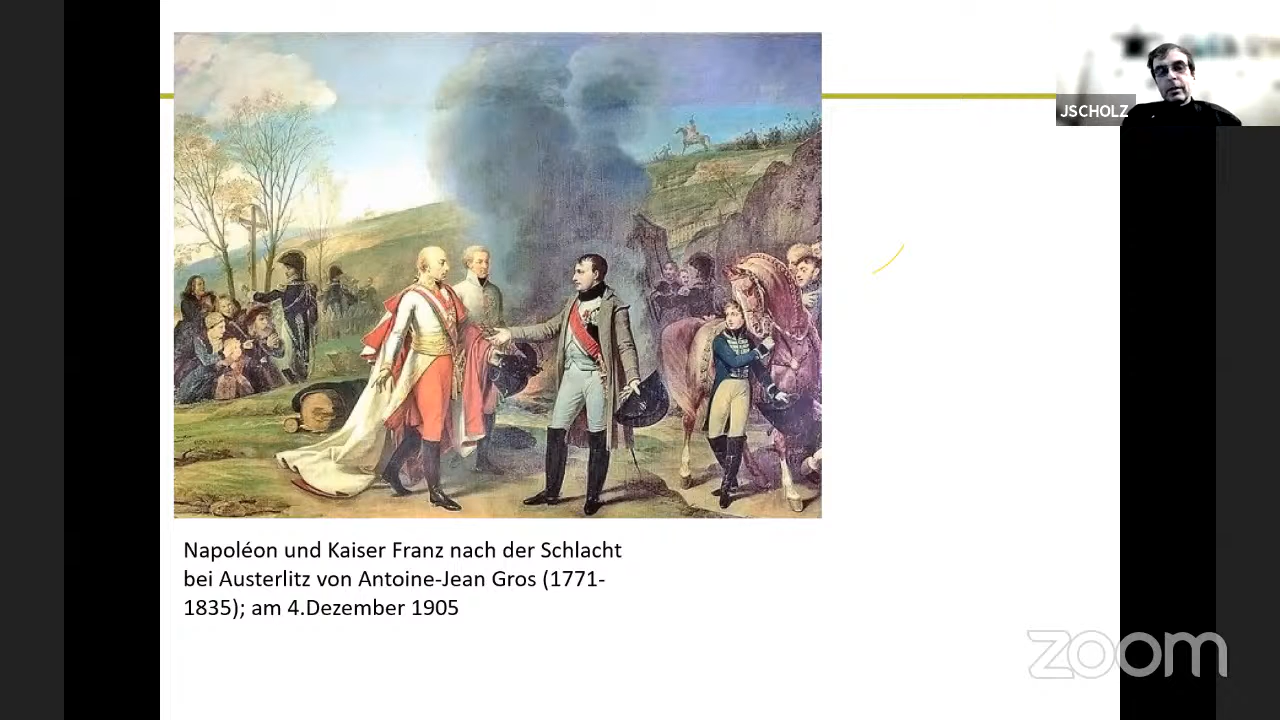 JSCHOLZ
Napoléon und Kaiser Franz nach der Schlacht
bei Austerlitz von Antoine-Jean Gros (1771-
1835); am 4.Dezember 1905
zoom